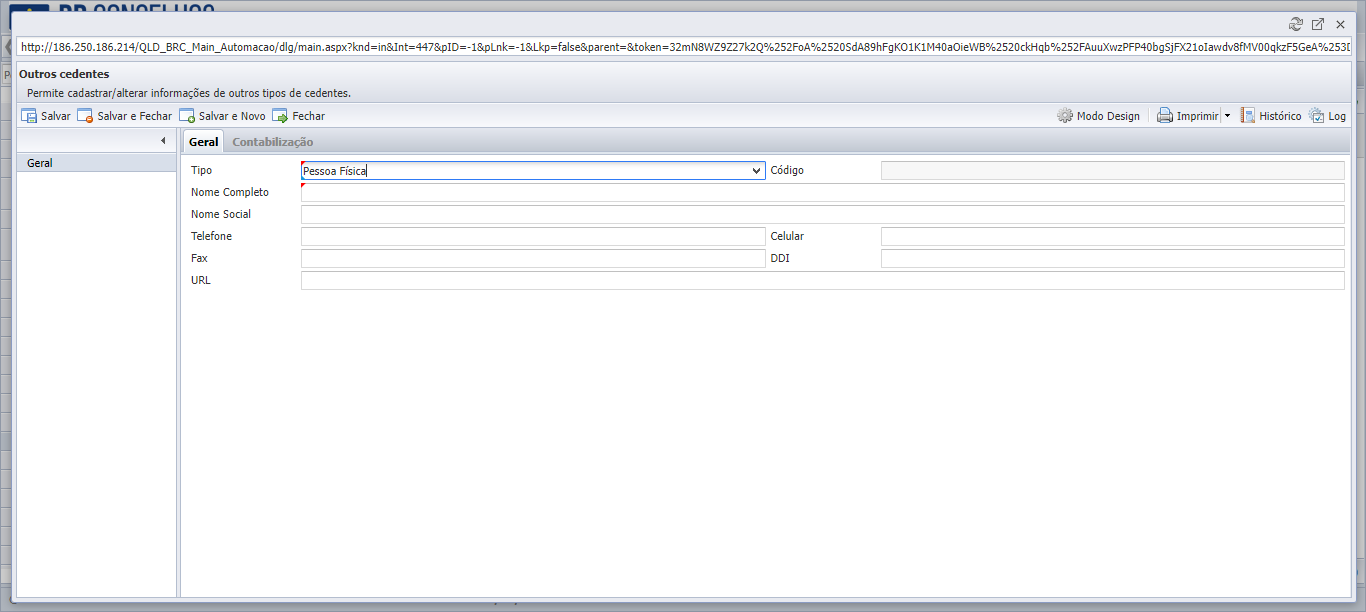 http://186.250.186.214/QLD_BRC_Main_Automacao/dlg/main.aspx?knd=in&Int=447&pID=-1&pLnk=-1&Lkp=false&parent=&token=32mN8WZ9Z27k2Q%252FoA%2520SdA89hFgKO1K1M40aOieWB%2520ckHqb%252FAuuXwzPFP40bgSjFX21oIawdv8fMV00qkzF5GeA%253D
Outros cedentes
Permite cadastrar/alterar informações de outros tipos de cedentes.
Salvar Salvar e Fechar Salvar e Novo Fechar Modo Design Imprimir Histórico Log
Geral Contabilização
Geral
Tipo Pessoa Física Código
Nome Completo
Nome Social
Telefone Celular
Fax DDI
URL